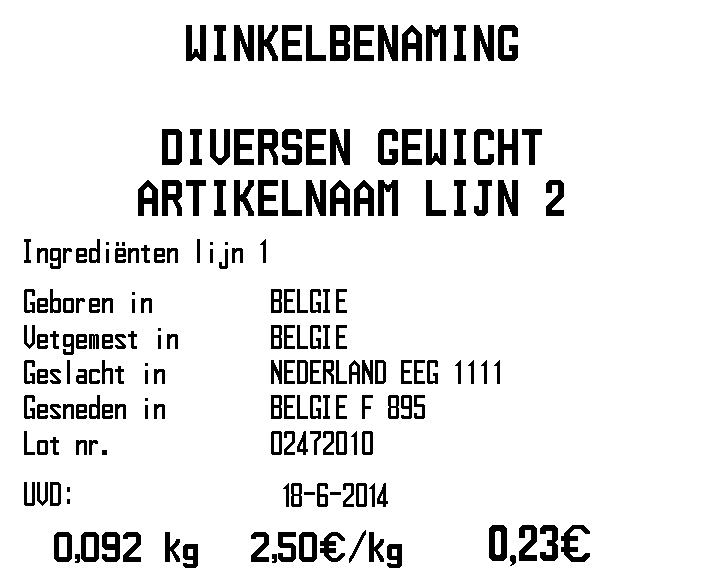 WINKELBENAMING
DIVERSEN GEWICHT
ARTIKELNAAM LIJN 2
Ingrediënten lijn 1
Geboren in BELGIE
Vetgemest in BELGIE
Geslacht in NEDERLAND EEG 1111
Gesneden in BELGIE F 895
Lot nr. 02472010
UVD: 18-6-2014
0,092 kg 2,50€/kg 0,23€